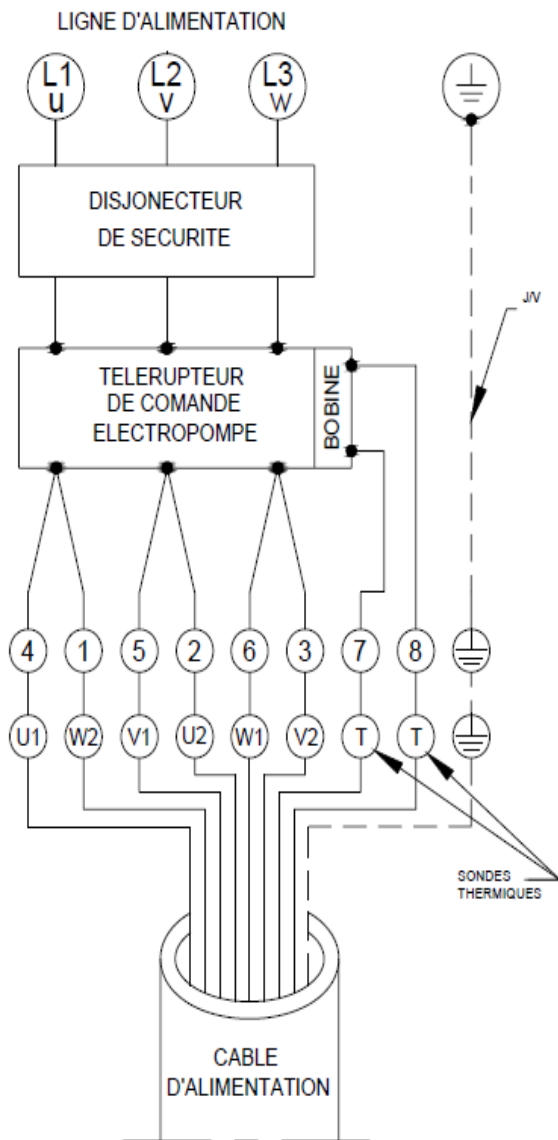 LIGNE D'ALIMENTATION
L1 L2 L3
u v w
DISJONECTEUR
DE SECURITE
J/V
TELERUPTEUR
DE COMANDE
ELECTROPOMPE
BOBINE
4 1 5 2 6 3 7 8
U1 W2 V1 U2 W1 V2 T T
SONDES
THERMIQUES
CABLE
D'ALIMENTATION